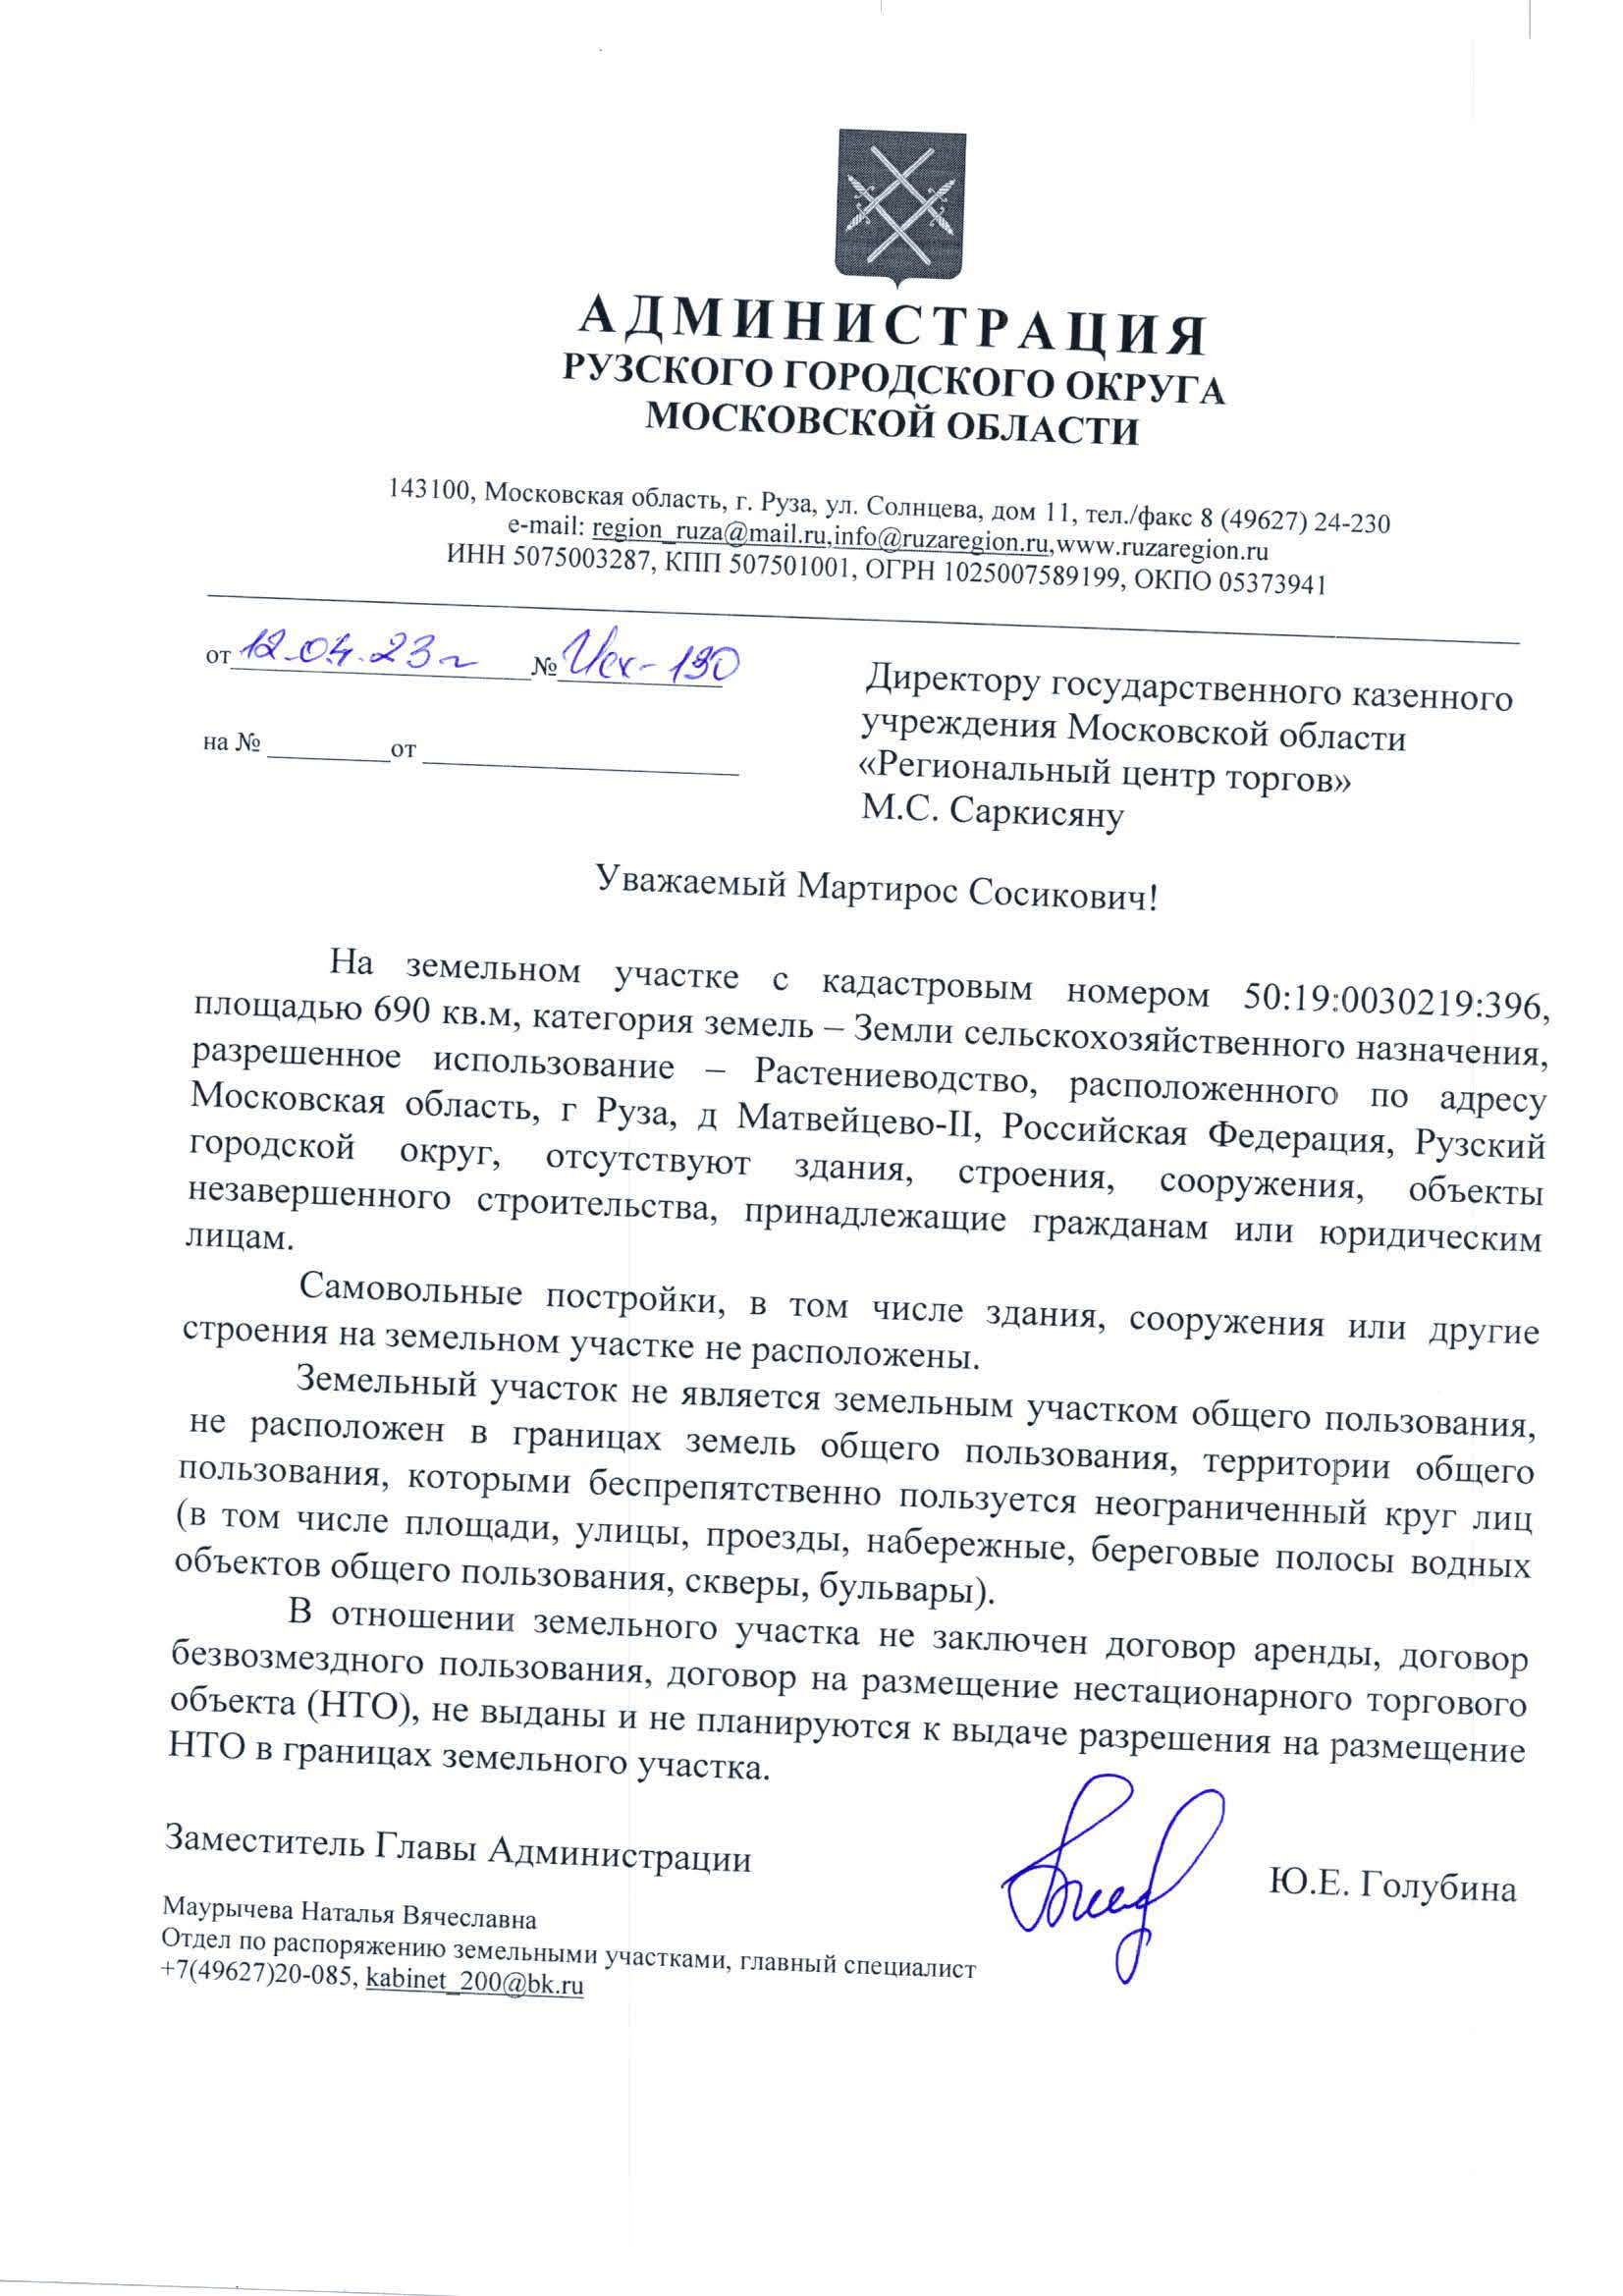 АДМИНИСТРАЦИЯ
РУЗСКОГО ГОРОДСКОГО ОКРУГА
МОСКОВСКОЙ ОБЛАСТИ
143100, Московская область, г. Руза, ул. Солнцева, дом 11, тел./факс 8 (49627) 24-230
e-mail: region_ruza@mail.ru,info@ruzaregion.ru,www.ruzaregion.ru
ИНН 5075003287, КПП 507501001, ОГРН 1025007589199, ОКПО 05373941
от 12.04.23г № Исх-190
на № от
Директору государственного казенного
учреждения Московской области
«Региональный центр торгов»
М.С. Саркисяну
Уважаемый Мартирос Сосикович!
На земельном участке с кадастровым номером 50:19:0030219:396,
площадью 690 кв.м, категория земель – Земли сельскохозяйственного назначения,
разрешенное использование – Растениеводство, расположенного по адресу
Московская область, г Руза, д Матвейцево-II, Российская Федерация, Рузский
городской округ, отсутствуют здания, строения, сооружения, объекты
незавершенного строительства, принадлежащие гражданам или юридическим
лицам.
Самовольные постройки, в том числе здания, сооружения или другие
строения на земельном участке не расположены.
Земельный участок не является земельным участком общего пользования,
не расположен в границах земель общего пользования, территории общего
пользования, которыми беспрепятственно пользуется неограниченный круг лиц
(в том числе площади, улицы, проезды, набережные, береговые полосы водных
объектов общего пользования, скверы, бульвары).
В отношении земельного участка не заключен договор аренды, договор
безвозмездного пользования, договор на размещение нестационарного торгового
объекта (НТО), не выданы и не планируются к выдаче разрешения на размещение
НТО в границах земельного участка.
Заместитель Главы Администрации
Ю.Е. Голубина
Маурычева Наталья Вячеславна
Отдел по распоряжению земельными участками, главный специалист
+7(49627)20-085, kabinet_200@bk.ru